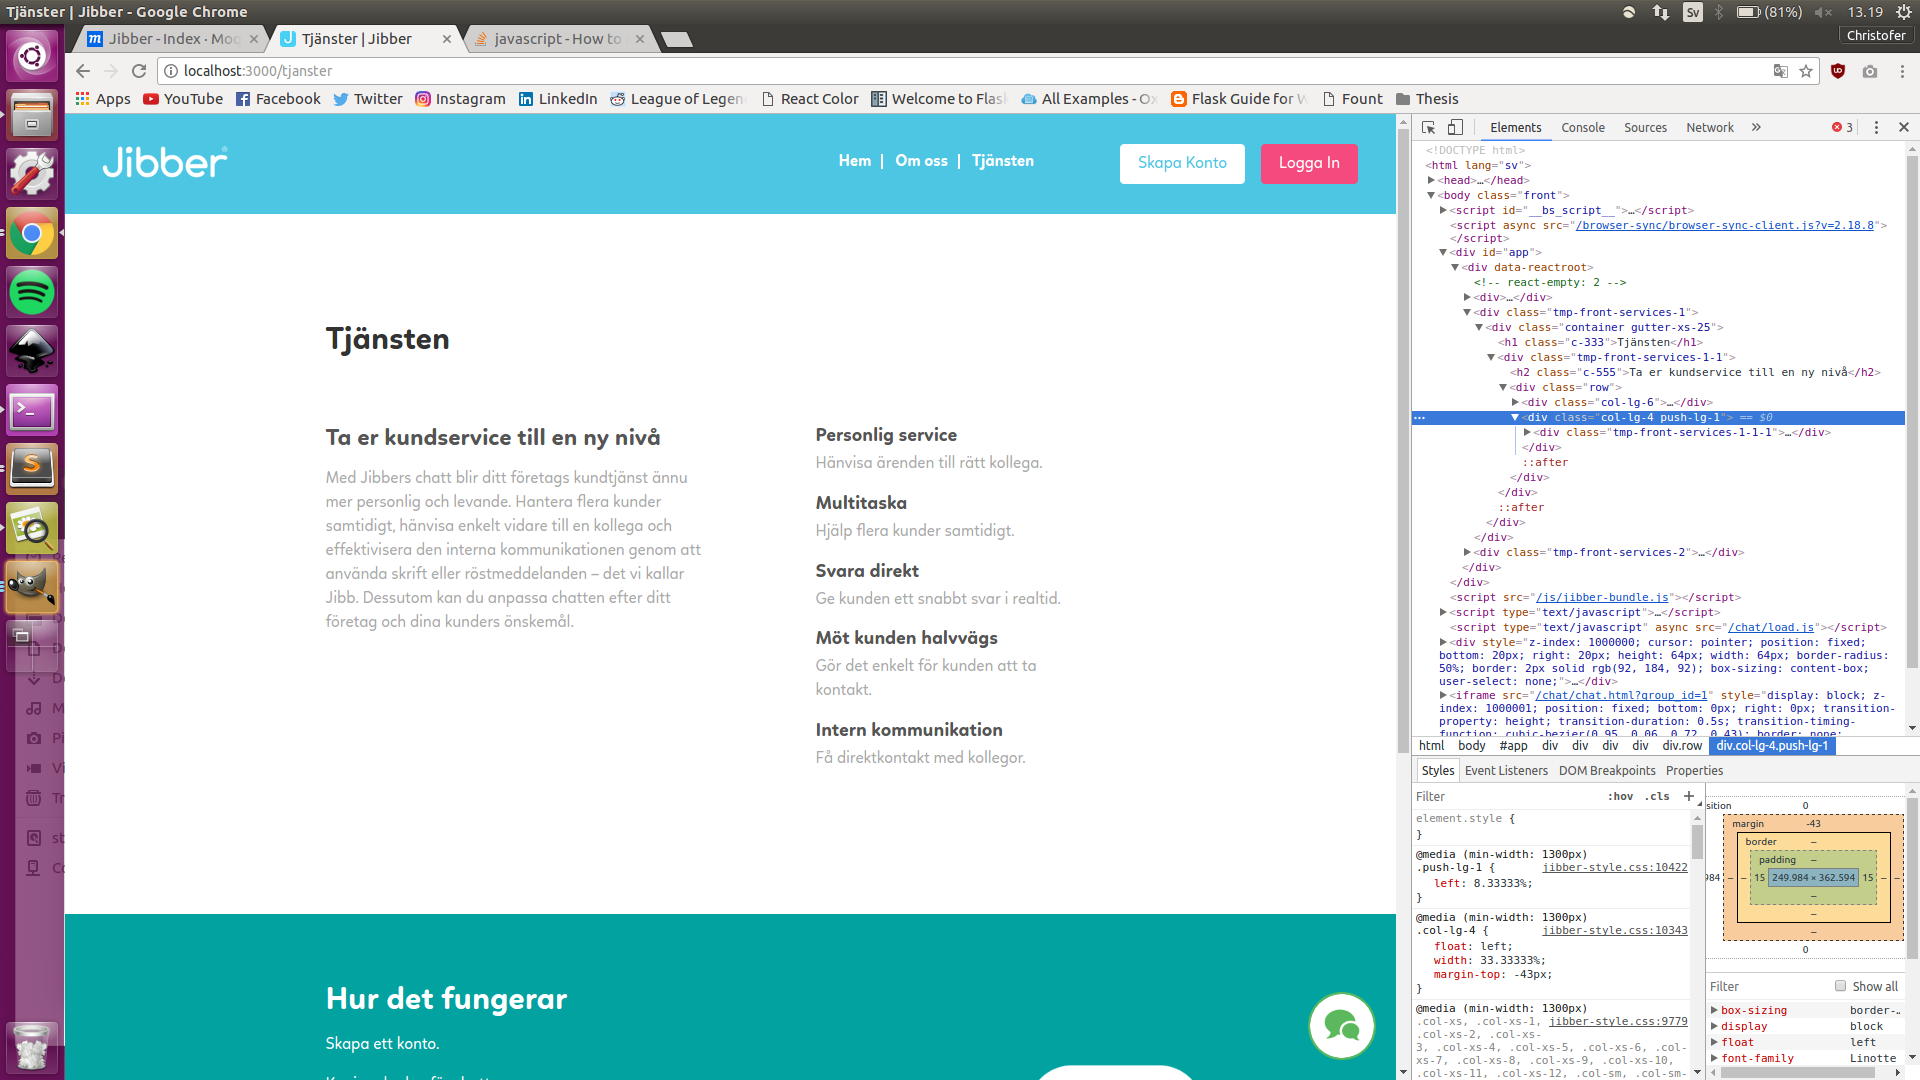 Tjänster | Jibber - Google Chrome
Sv
(81%)
13.19
Christofer
Jibber - Index · Moq
Tjänster | Jibber
javascript - How to
localhost:3000/tjanster
Apps
YouTube
Facebook
Twitter
Instagram
LinkedIn
League of Legen
React Color
Welcome to Flas
All Examples - Ox
Flask Guide for W
Fount
Thesis
Jibber
Hem | Om oss | Tjänsten
Skapa Konto
Logga In
Tjänsten
Ta er kundservice till en ny nivå
Med Jibbers chatt blir ditt företags kundtjänst ännu
mer personlig och levande. Hantera flera kunder
samtidigt, hänvisa enkelt vidare till en kollega och
effektivisera den interna kommunikationen genom att
använda skrift eller röstmeddelanden – det vi kallar
Jibb. Dessutom kan du anpassa chatten efter ditt
företag och dina kunders önskemål.
Personlig service
Hänvisa ärenden till rätt kollega.
Multitaska
Hjälp flera kunder samtidigt.
Svara direkt
Ge kunden ett snabbt svar i realtid.
Möt kunden halvvägs
Gör det enkelt för kunden att ta
kontakt.
Intern kommunikation
Få direktkontakt med kollegor.
Hur det fungerar
Skapa ett konto.
Elements
Console
Sources
Network
»
3
<!DOCTYPE html>
<html lang="sv">
<head>…</head>
<body class="front">
<script id="__bs_script__">…</script>
<script async src="/browser-sync/browser-sync-client.js?v=2.18.8">
</script>
<div id="app">
<div data-reactroot>
<!-- react-empty: 2 -->
<div>…</div>
<div class="tmp-front-services-1">
<div class="container gutter-xs-25">
<h1 class="c-333">Tjänsten</h1>
<div class="tmp-front-services-1-1">
<h2 class="c-555">Ta er kundservice till en ny nivå</h2>
<div class="row">
<div class="col-lg-6">…</div>
<div class="col-lg-4 push-lg-1"> == $0
<div class="tmp-front-services-1-1-1">…</div>
</div>
::after
</div>
</div>
::after
</div>
</div>
<div class="tmp-front-services-2">…</div>
</div>
</div>
<script src="/js/jibber-bundle.js"></script>
<script type="text/javascript">…</script>
<script type="text/javascript" async src="/chat/load.js"></script>
<div style="z-index: 1000000; cursor: pointer; position: fixed;
bottom: 20px; right: 20px; height: 64px; width: 64px; border-radius:
50%; border: 2px solid rgb(92, 184, 92); box-sizing: content-box;
user-select: none;">…</div>
<iframe src="/chat/chat.html?group_id=1" style="display: block; z-
index: 1000001; position: fixed; bottom: 0px; right: 0px; transition-
property: height; transition-duration: 0.5s; transition-timing-
function: cubic-bezier(0.95, 0.06, 0.72, 0.43); border: none;
html body #app div div div div div.row div.col-lg-4.push-lg-1
Styles
Event Listeners
DOM Breakpoints
Properties
Filter
:hov .cls +
element.style {
}
@media (min-width: 1300px)
.push-lg-1 {
jibber-style.css:10422
left: 8.33333%;
}
@media (min-width: 1300px)
.col-lg-4 {
jibber-style.css:10343
float: left;
width: 33.33333%;
margin-top: -43px;
}
@media (min-width: 1300px)
.col-xs, .col-xs-1,
jibber-style.css:9779
.col-xs-2, .col-xs-
3, .col-xs-4, .col-xs-5, .col-xs-6, .col-
xs-7, .col-xs-8, .col-xs-9, .col-xs-10,
.col-xs-11, .col-xs-12, .col-sm, .col-sm-
sition
0
margin
-43
border
–
padding
–
984
–
–
15
249.984 × 362.594
15
–
–
–
–
–
0
Filter
Show all
box-sizing
border-…
display
block
float
left
font-family
Linotte